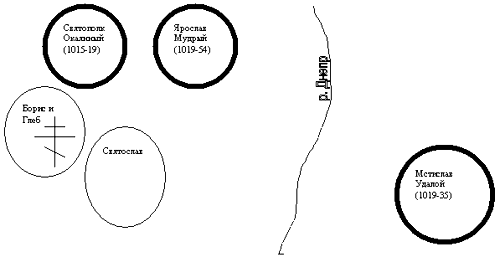 Святополк
Окаянный
(1015-19)
Ярослав
Мудрый
(1019-54)
р. Днепр
Борис и
Глеб
Святослав
Мстислав
Удалой
(1019-35)